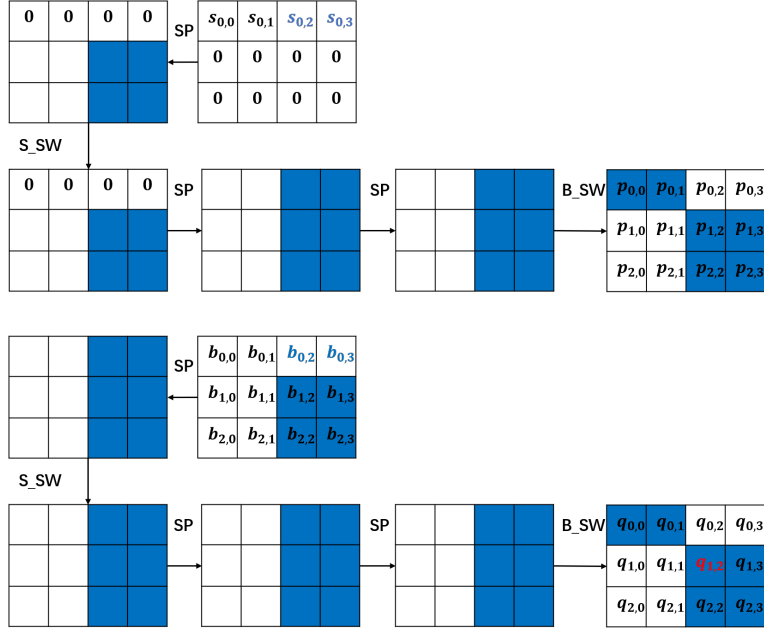 0 0 0 0 SP s0,0 s0,1 s0,2 s0,3
0 0 0 0
0 0 0 0
S_SW
0 0 0 0 SP SP B_SW p0,0 p0,1 p0,2 p0,3
p1,0 p1,1 p1,2 p1,3
p2,0 p2,1 p2,2 p2,3
SP b0,0 b0,1 b0,2 b0,3
b1,0 b1,1 b1,2 b1,3
b2,0 b2,1 b2,2 b2,3
S_SW
SP SP B_SW q0,0 q0,1 q0,2 q0,3
q1,0 q1,1 q1,2 q1,3
q2,0 q2,1 q2,2 q2,3